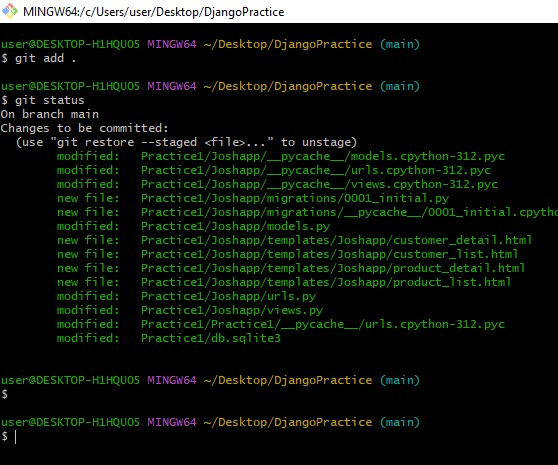 MINGW64:/c/Users/user/Desktop/DjangoPractice
user@DESKTOP-H1HQUO5 MINGW64 ~/Desktop/DjangoPractice (main)
$ git add .
user@DESKTOP-H1HQUO5 MINGW64 ~/Desktop/DjangoPractice (main)
$ git status
On branch main
Changes to be committed:
  (use "git restore --staged <file>..." to unstage)
        modified:   Practice1/Joshapp/__pycache__/models.cpython-312.pyc
        modified:   Practice1/Joshapp/__pycache__/urls.cpython-312.pyc
        modified:   Practice1/Joshapp/__pycache__/views.cpython-312.pyc
        new file:   Practice1/Joshapp/migrations/0001_initial.py
        new file:   Practice1/Joshapp/migrations/__pycache__/0001_initial.cpytho
        modified:   Practice1/Joshapp/models.py
        new file:   Practice1/Joshapp/templates/Joshapp/customer_detail.html
        new file:   Practice1/Joshapp/templates/Joshapp/customer_list.html
        new file:   Practice1/Joshapp/templates/Joshapp/product_detail.html
        new file:   Practice1/Joshapp/templates/Joshapp/product_list.html
        modified:   Practice1/Joshapp/urls.py
        modified:   Practice1/Joshapp/views.py
        modified:   Practice1/Practice1/__pycache__/urls.cpython-312.pyc
        modified:   Practice1/db.sqlite3
user@DESKTOP-H1HQUO5 MINGW64 ~/Desktop/DjangoPractice (main)
$
user@DESKTOP-H1HQUO5 MINGW64 ~/Desktop/DjangoPractice (main)
$